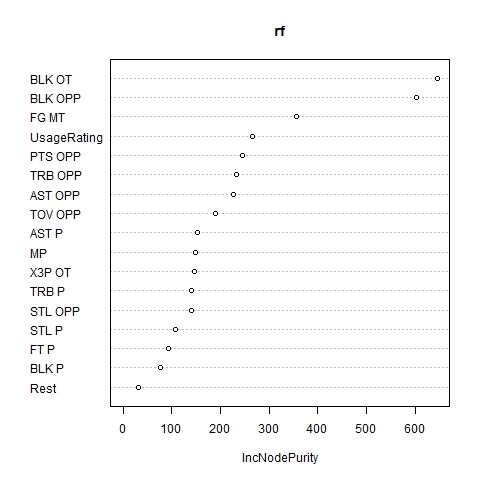 rf
BLK OT
BLK OPP
FG MT
UsageRating
PTS OPP
TRB OPP
AST OPP
TOV OPP
AST P
MP
X3P OT
TRB P
STL OPP
STL P
FT P
BLK P
Rest
0 100 200 300 400 500 600
IncNodePurity